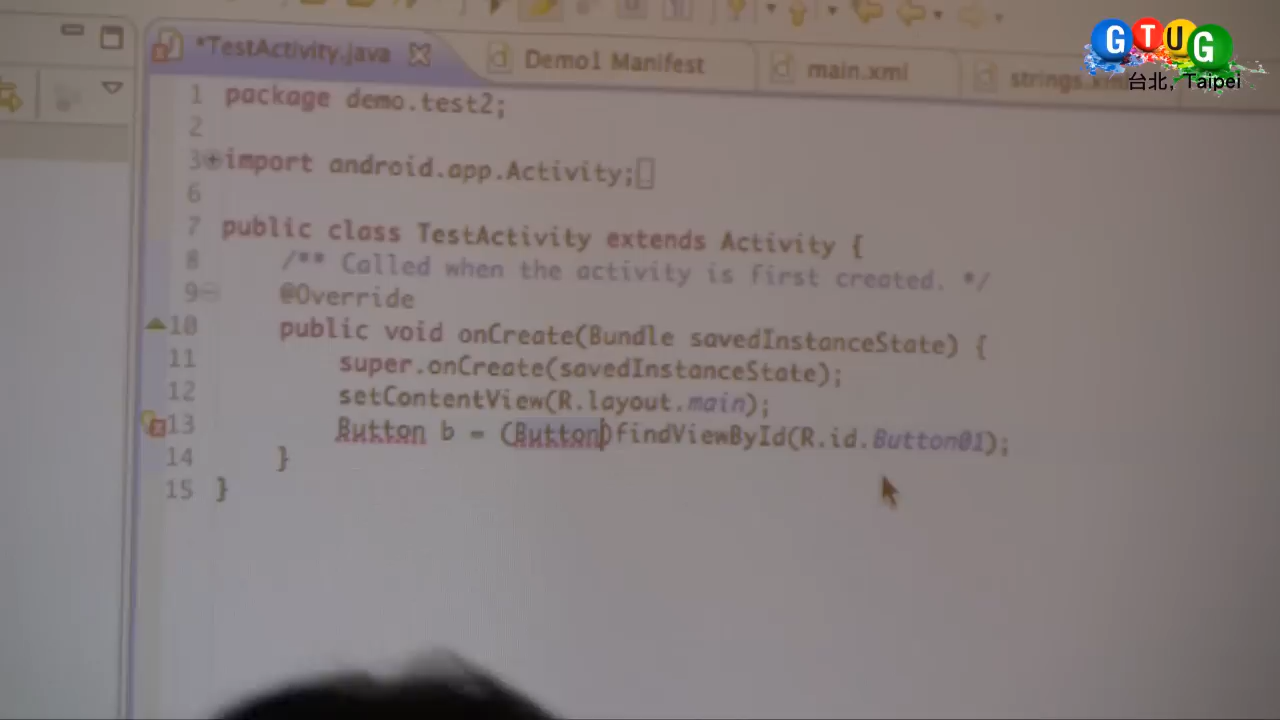 GTUG
台北, Taipei
*TestActivity.java
Demo1 Manifest
main.xml
1 package demo.test2;
2
3 import android.app.Activity;
6
7 public class TestActivity extends Activity {
8 /** Called when the activity is first created. */
9 @Override
10 public void onCreate(Bundle savedInstanceState) {
11 super.onCreate(savedInstanceState);
12 setContentView(R.layout.main);
13 Button b = (Button)findViewById(R.id.Button01);
14 }
15 }